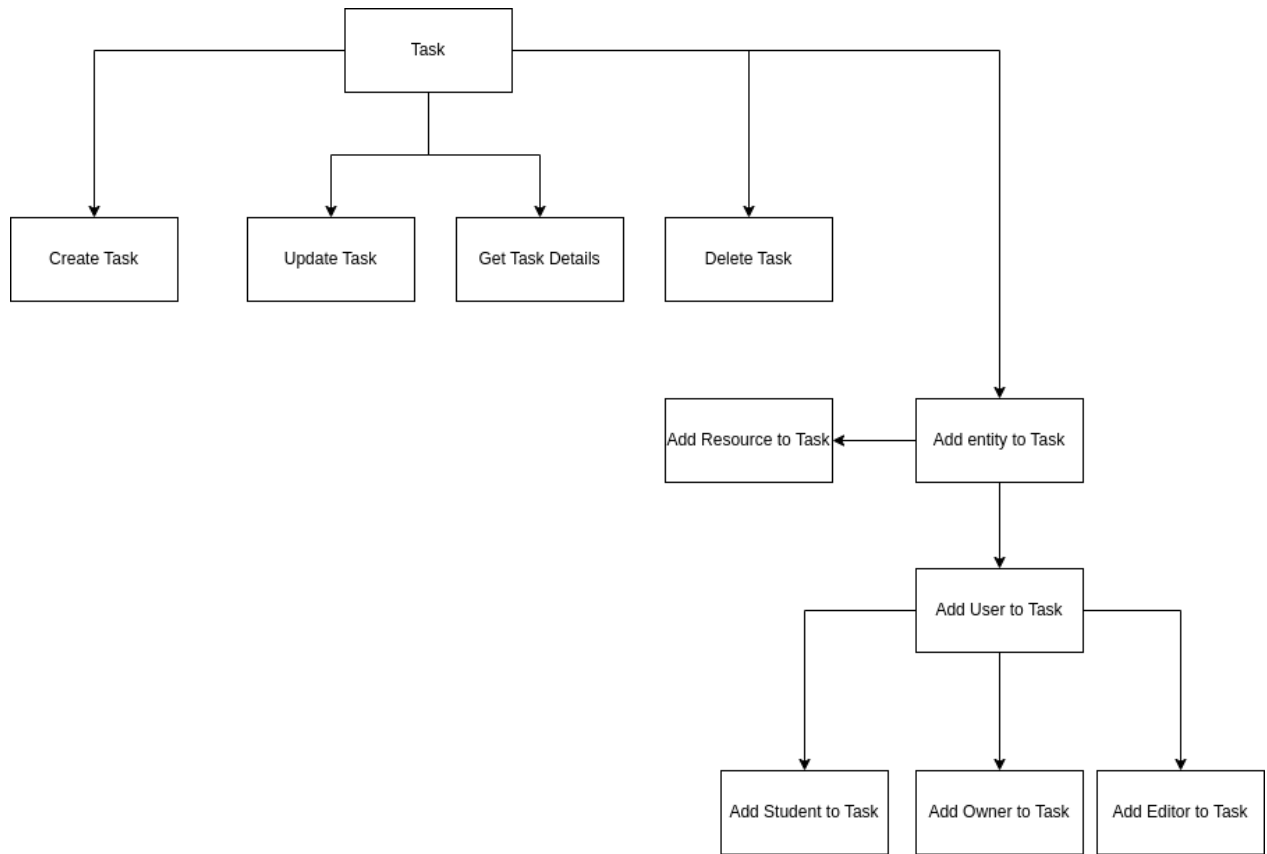 Task
Create Task
Update Task
Get Task Details
Delete Task
Add Resource to Task
Add entity to Task
Add User to Task
Add Student to Task
Add Owner to Task
Add Editor to Task